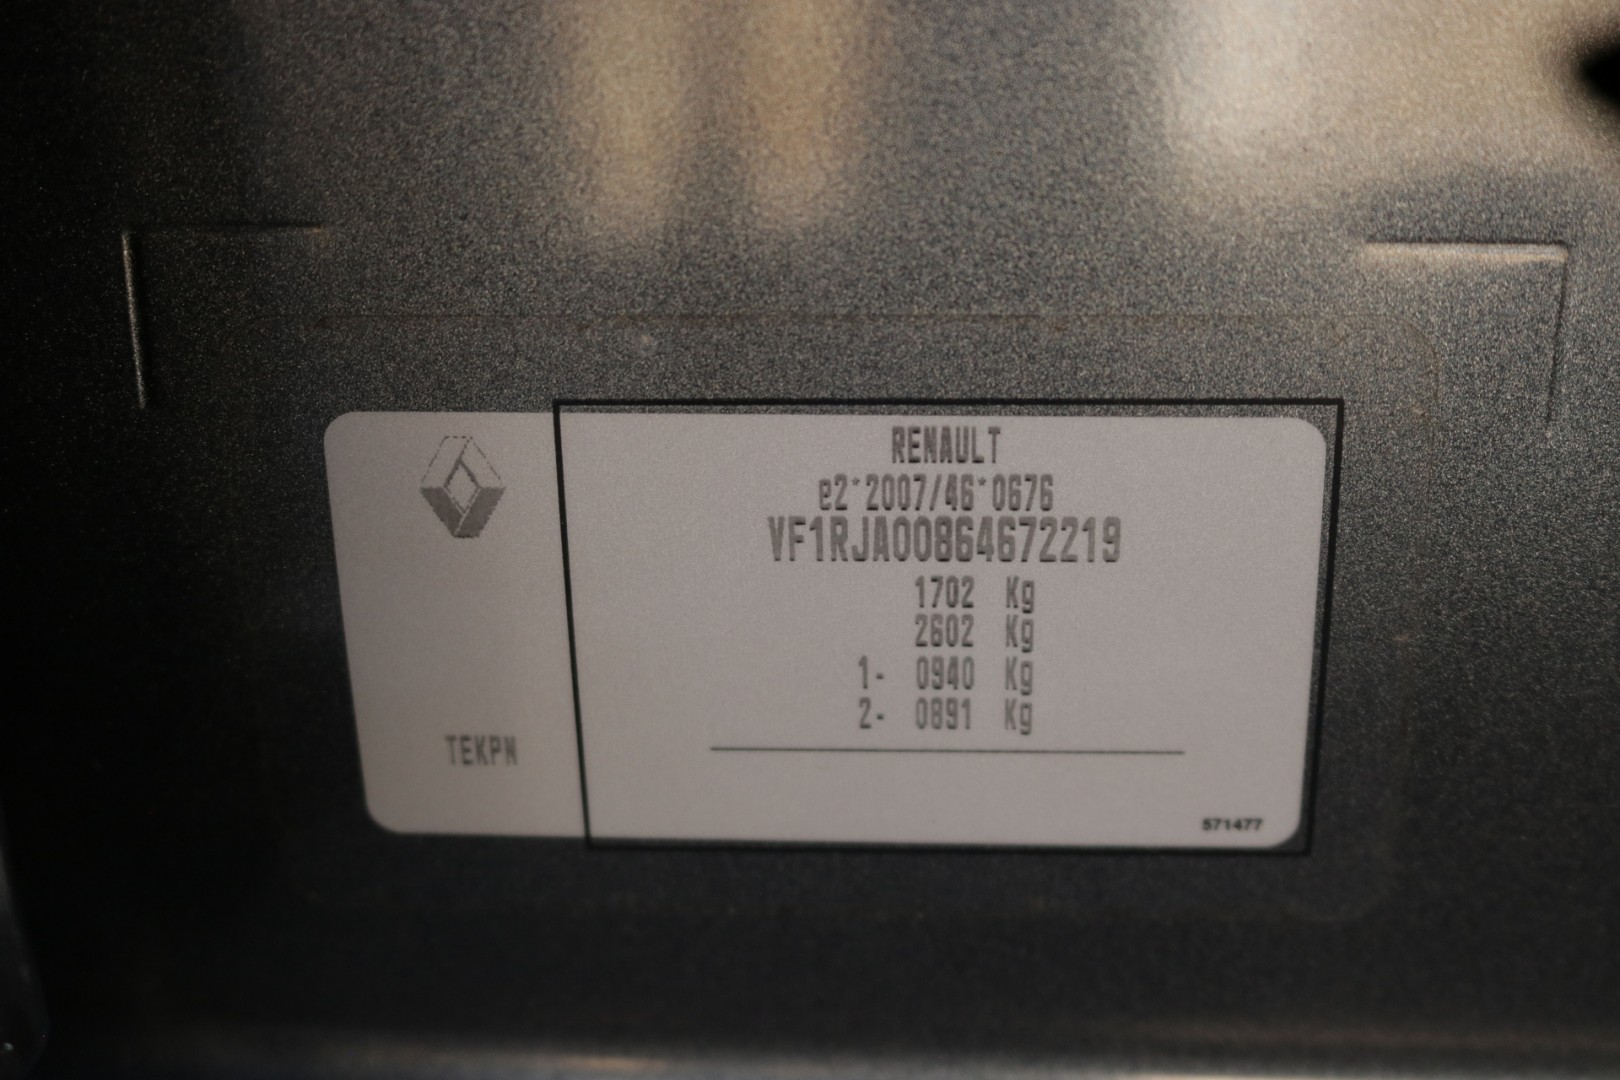 RENAULT
e2*2007/46*0676
VF1RJA00864672219
1702 Kg
2602 Kg
1- 0940 Kg
2- 0891 Kg
TEKPN
571477